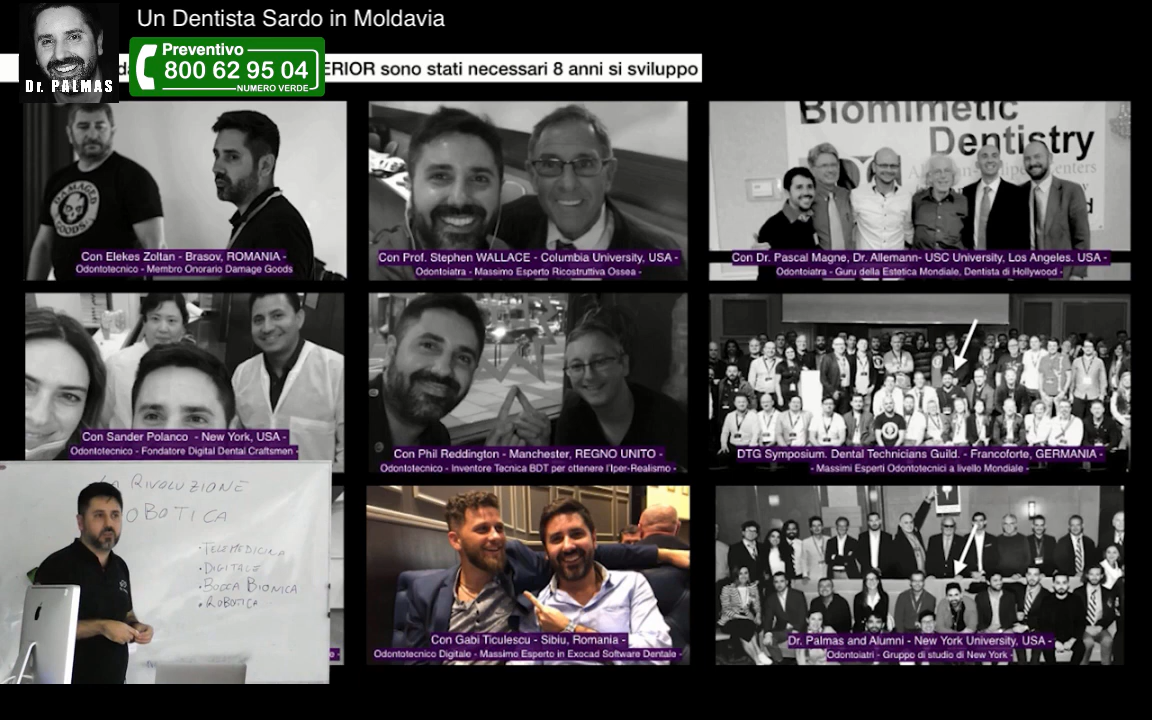 Un Dentista Sardo in Moldavia
Dr. PALMAS
Preventivo
800 62 95 04
NUMERO VERDE
ERIOR sono stati necessari 8 anni si sviluppo
DAMAGED
GOODS
Con Elekes Zoltan - Brasov, ROMANIA -
Odontotecnico - Membro Onorario Damage Goods
Con Prof. Stephen WALLACE - Columbia University, USA -
Odontoiatra - Massimo Esperto Ricostruttiva Ossea -
Biomimetic
Dentistry
Con Dr. Pascal Magne, Dr. Allemann- USC University, Los Angeles. USA -
Odontoiatra - Guru della Estetica Mondiale, Dentista di Hollywood -
Con Sander Polanco - New York, USA -
Odontotecnico - Fondatore Digital Dental Craftsmen -
Con Phil Reddington - Manchester, REGNO UNITO -
Odontotecnico - Inventore Tecnica BDT per ottenere l'Iper-Realismo -
DTG Symposium. Dental Technicians Guild. - Francoforte, GERMANIA -
- Massimi Esperti Odontotecnici a livello Mondiale -
LA RIVOLUZIONE
ROBOTICA
• TELEMEDICINA
• DIGITALE
• BOCCA BIONICA
• ROBOTICA
Con Gabi Ticulescu - Sibiu, Romania -
Odontotecnico Digitale - Massimo Esperto in Exocad Software Dentale -
Dr. Palmas and Alumni - New York University, USA -
Odontoiatri - Gruppo di studio di New York -